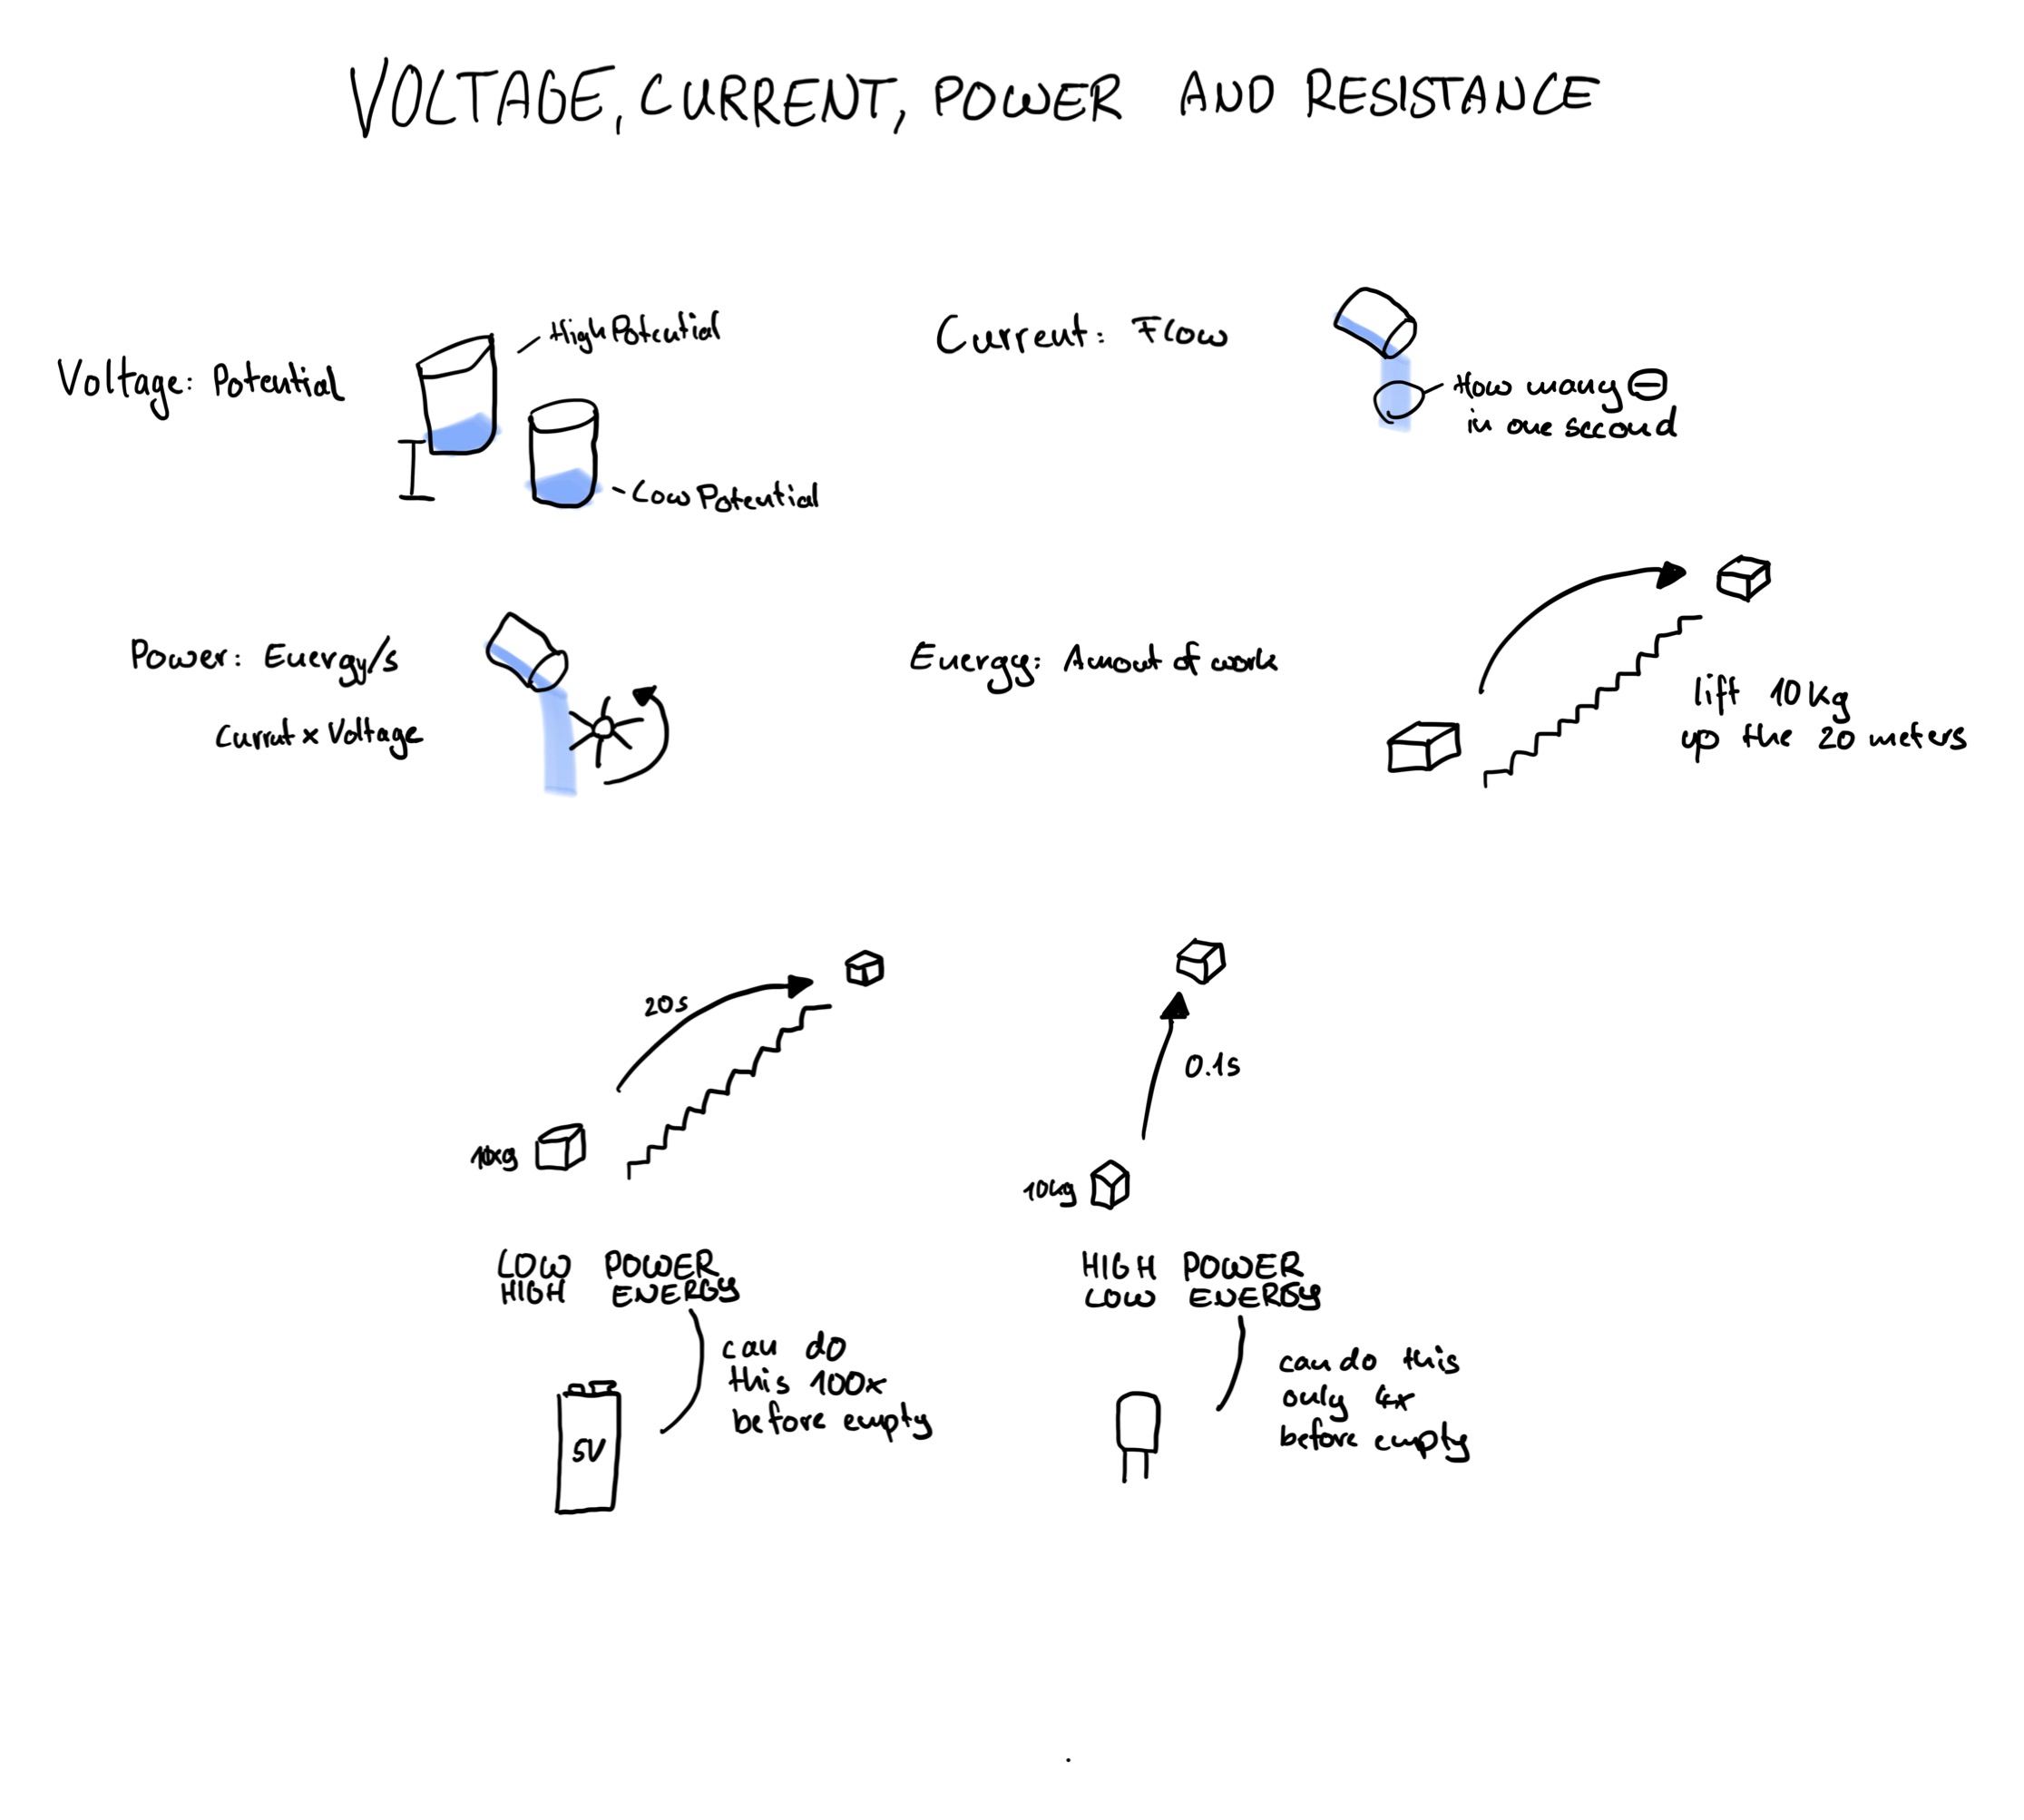 VOLTAGE, CURRENT, POWER AND RESISTANCE
Voltage: Potential
High Potential
Low Potential
Current: Flow
How many ⊖
in one second
Power: Energy/s
Currut x Voltage
Energy: Amout of work
lift 10kg
up the 20 meters
20s
10kg
0.1s
10kg
LOW POWER
HIGH ENERGY
can do
this 100x
before empty
5V
HIGH POWER
LOW ENERGY
can do this
only 4x
before empty